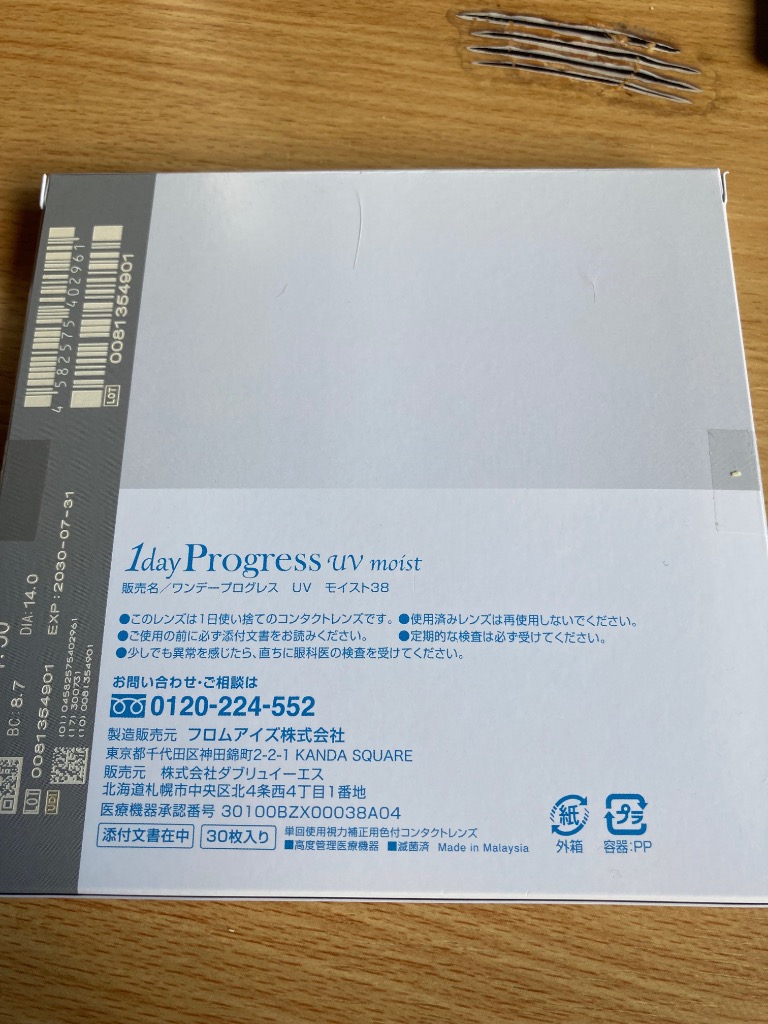 4 582575 402961
LOT 0081354901
DIA:14.0
BC:8.7
EXP:2030-07-31
LOT 0081354901
UDI
(01)04582575402961
(17)300731
(10)0081354901
1day Progress UV moist
販売名/ワンデープログレス UV モイスト38
●このレンズは1日使い捨てのコンタクトレンズです。 ●使用済みレンズは再使用しないでください。
●ご使用の前に必ず添付文書をお読みください。 ●定期的な検査は必ず受けてください。
●少しでも異常を感じたら、直ちに眼科医の検査を受けてください。
お問い合わせ・ご相談は
0120-224-552
製造販売元 フロムアイズ株式会社
東京都千代田区神田錦町2-2-1 KANDA SQUARE
販売元 株式会社ダブリュイーエス
北海道札幌市中央区北4条西4丁目1番地
医療機器承認番号 30100BZX00038A04
添付文書在中 30枚入り 単回使用視力補正用色付コンタクトレンズ
■高度管理医療機器 ■滅菌済 Made in Malaysia
紙 外箱
プラ 容器:PP